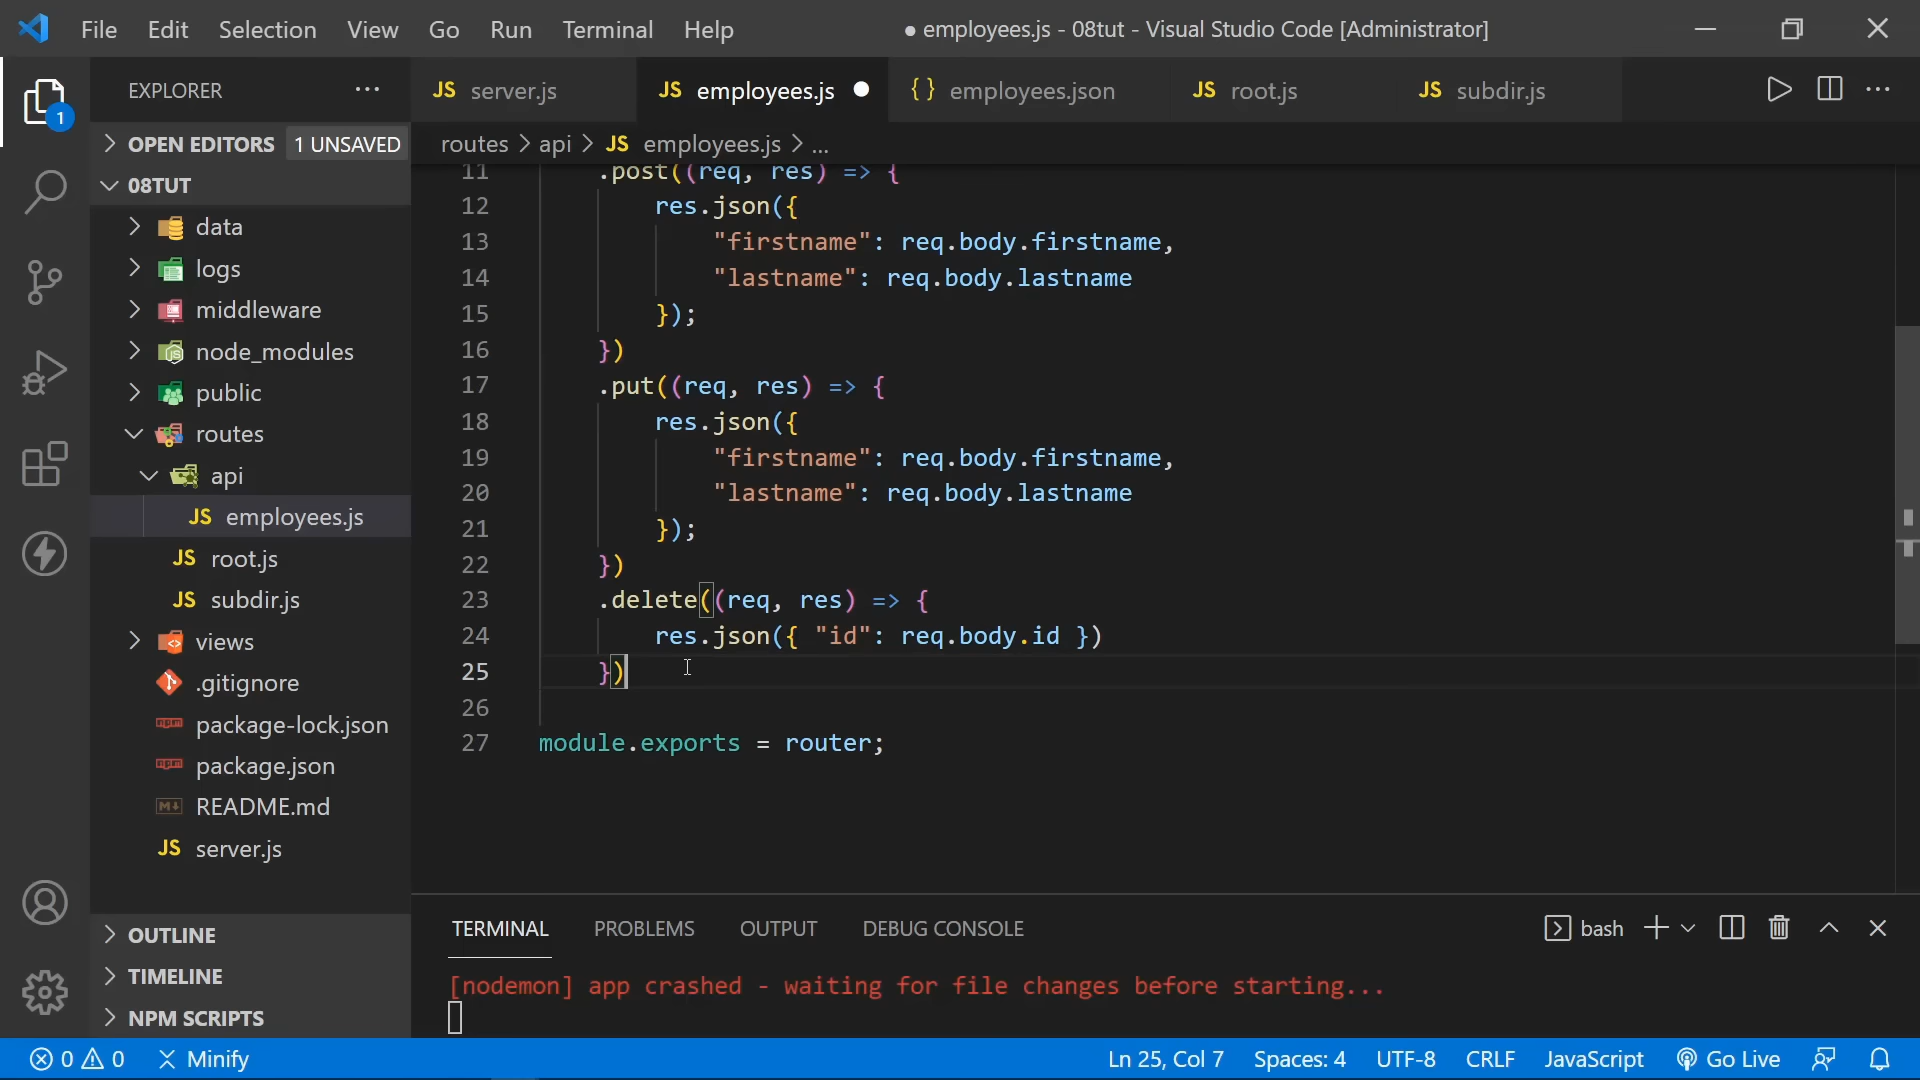 File Edit Selection View Go Run Terminal Help
● employees.js - 08tut - Visual Studio Code [Administrator]
1
EXPLORER ...
OPEN EDITORS 1 UNSAVED
08TUT
data
logs
middleware
node_modules
public
routes
api
JS employees.js
JS root.js
JS subdir.js
views
.gitignore
package-lock.json
package.json
README.md
JS server.js
OUTLINE
TIMELINE
NPM SCRIPTS
JS server.js JS employees.js ● {} employees.json JS root.js JS subdir.js
routes > api > JS employees.js > ...
11 .post((req, res) => {
12 res.json({
13 "firstname": req.body.firstname,
14 "lastname": req.body.lastname
15 });
16 })
17 .put((req, res) => {
18 res.json({
19 "firstname": req.body.firstname,
20 "lastname": req.body.lastname
21 });
22 })
23 .delete((req, res) => {
24 res.json({ "id": req.body.id })
25 })
26
27 module.exports = router;
TERMINAL PROBLEMS OUTPUT DEBUG CONSOLE
bash
[nodemon] app crashed - waiting for file changes before starting...
0 0 Minify
Ln 25, Col 7 Spaces: 4 UTF-8 CRLF JavaScript Go Live